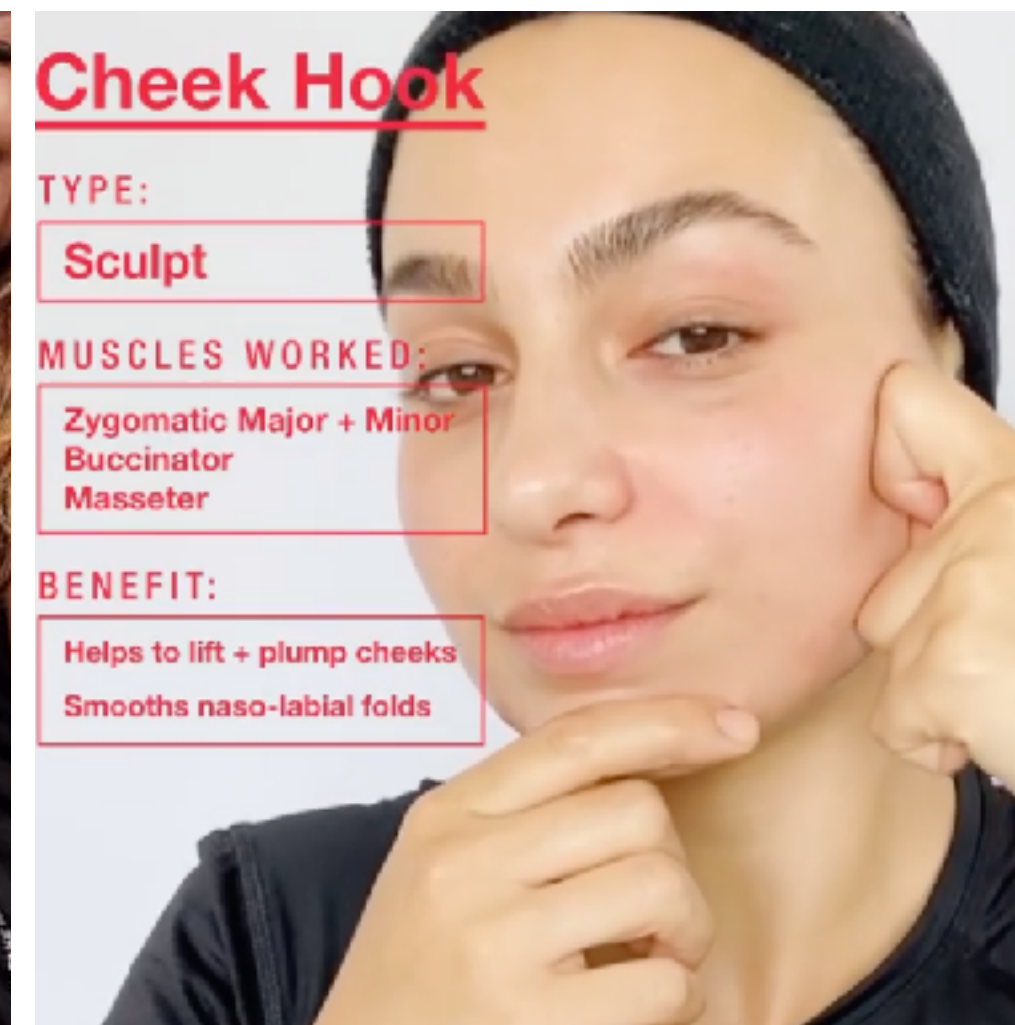 Cheek Hook
TYPE:
Sculpt
MUSCLES WORKED:
Zygomatic Major + Minor
Buccinator
Masseter
BENEFIT:
Helps to lift + plump cheeks
Smooths naso-labial folds